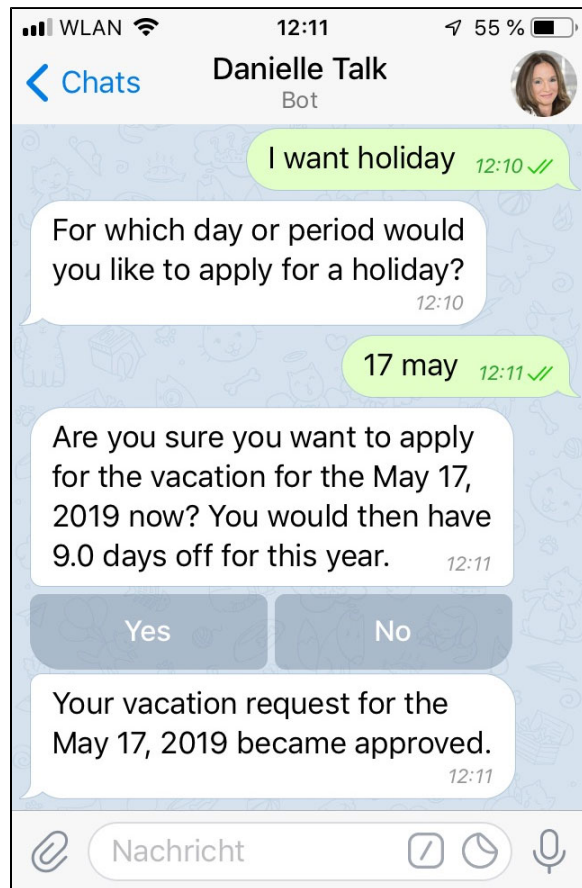 WLAN 12:11 55 %
Chats Danielle Talk
Bot
I want holiday 12:10
For which day or period would
you like to apply for a holiday?
12:10
17 may 12:11
Are you sure you want to apply
for the vacation for the May 17,
2019 now? You would then have
9.0 days off for this year. 12:11
Yes No
Your vacation request for the
May 17, 2019 became approved.
12:11
Nachricht